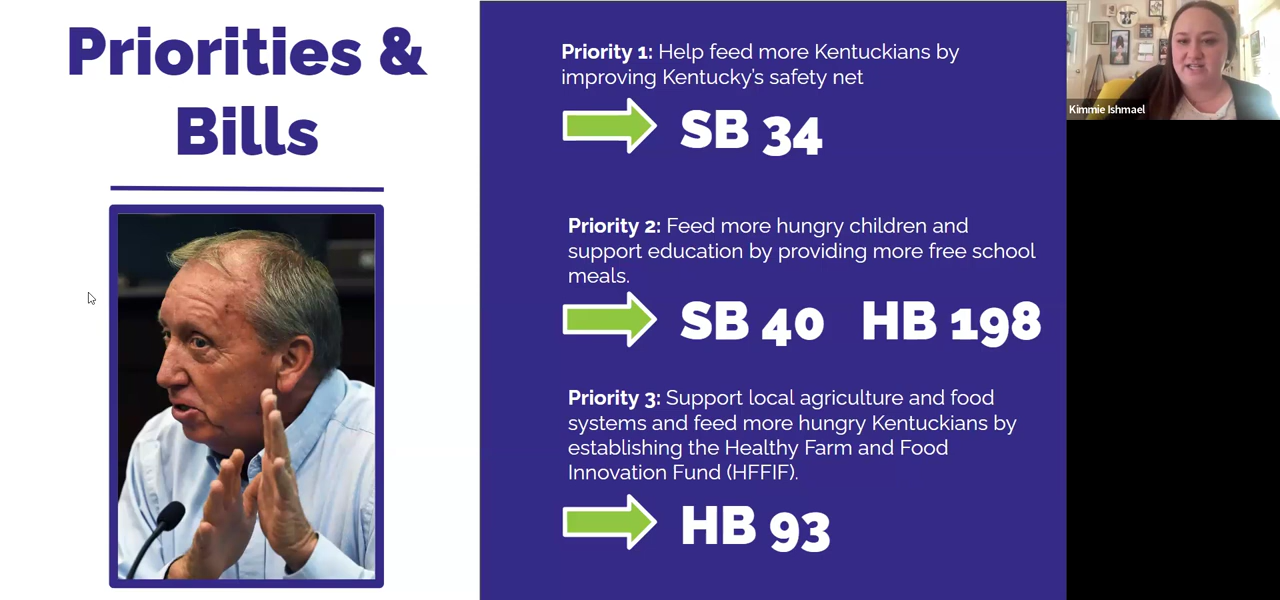 Priorities &
Bills
Priority 1: Help feed more Kentuckians by
improving Kentucky's safety net
SB 34
Priority 2: Feed more hungry children and
support education by providing more free school
meals.
SB 40 HB 198
Priority 3: Support local agriculture and food
systems and feed more hungry Kentuckians by
establishing the Healthy Farm and Food
Innovation Fund (HFFIF).
HB 93
Kimmie Ishmael